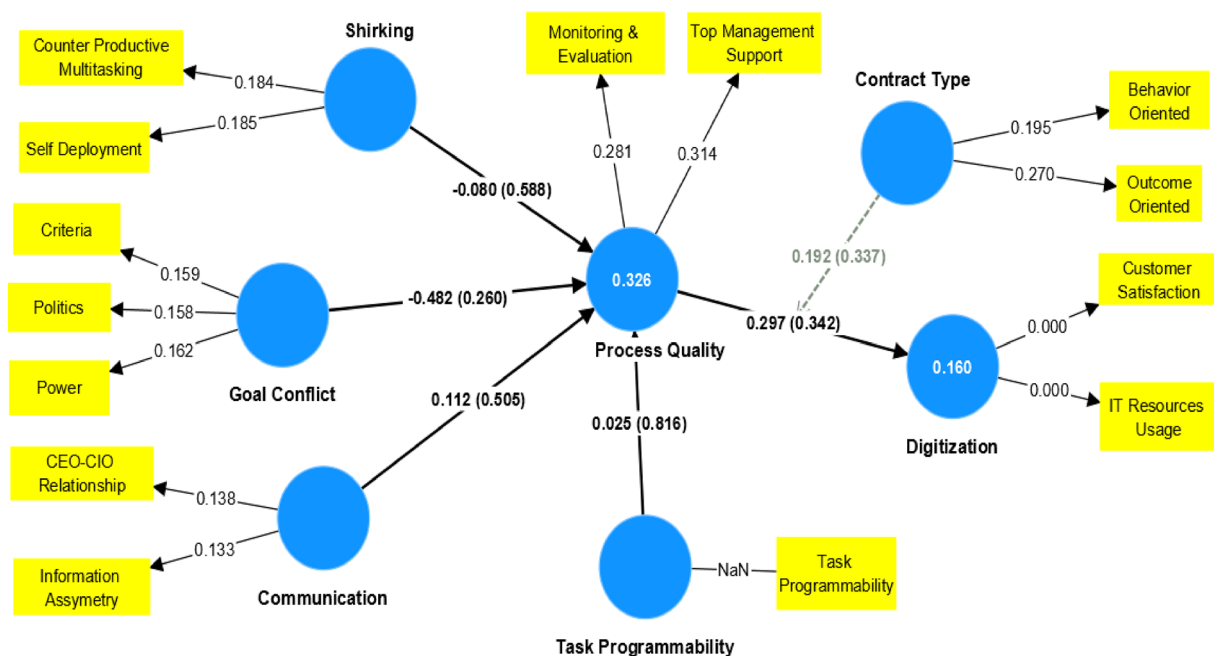 Shirking
Counter Productive
Multitasking
0.184
Self Deployment
0.185
-0.080 (0.588)
Monitoring &
Evaluation
Top Management
Support
0.281
0.314
Contract Type
Behavior
Oriented
0.195
0.270
Outcome
Oriented
0.192 (0.337)
Criteria
0.159
Politics
0.158
0.162
Power
Goal Conflict
-0.482 (0.260)
0.326
Process Quality
0.297 (0.342)
Customer
Satisfaction
0.000
0.160
0.000
IT Resources
Usage
Digitization
0.112 (0.505)
0.025 (0.816)
CEO-CIO
Relationship
0.138
0.133
Information
Assymetry
Communication
NaN
Task
Programmability
Task Programmability